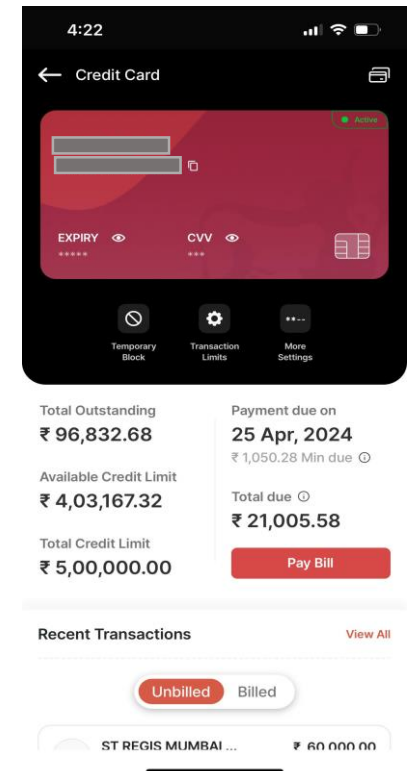 4:22
Credit Card
Active
EXPIRY
*****
CVV
***
Temporary
Block
Transaction
Limits
More
Settings
Total Outstanding
₹ 96,832.68
Available Credit Limit
₹ 4,03,167.32
Total Credit Limit
₹ 5,00,000.00
Payment due on
25 Apr, 2024
₹ 1,050.28 Min due
Total due
₹ 21,005.58
Pay Bill
Recent Transactions
View All
Unbilled
Billed
ST REGIS MUMBAI ...
₹ 60,000.00